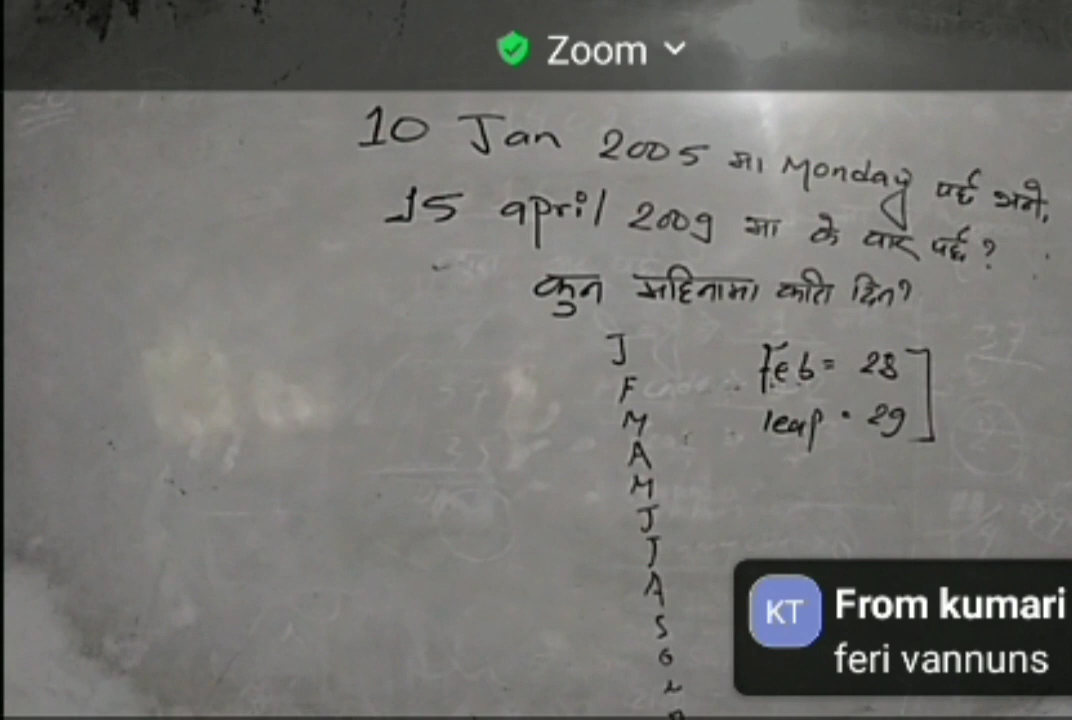 Zoom
10 Jan 2005 मा Monday पर्छ भने,
15 april 2009 मा के वार पर्छ?
कुन महिनामा कति दिन?
J
F
M
A
M
J
J
A
S
O
N
D
feb = 28
leap • 29
KT
From kumari
feri vannuns